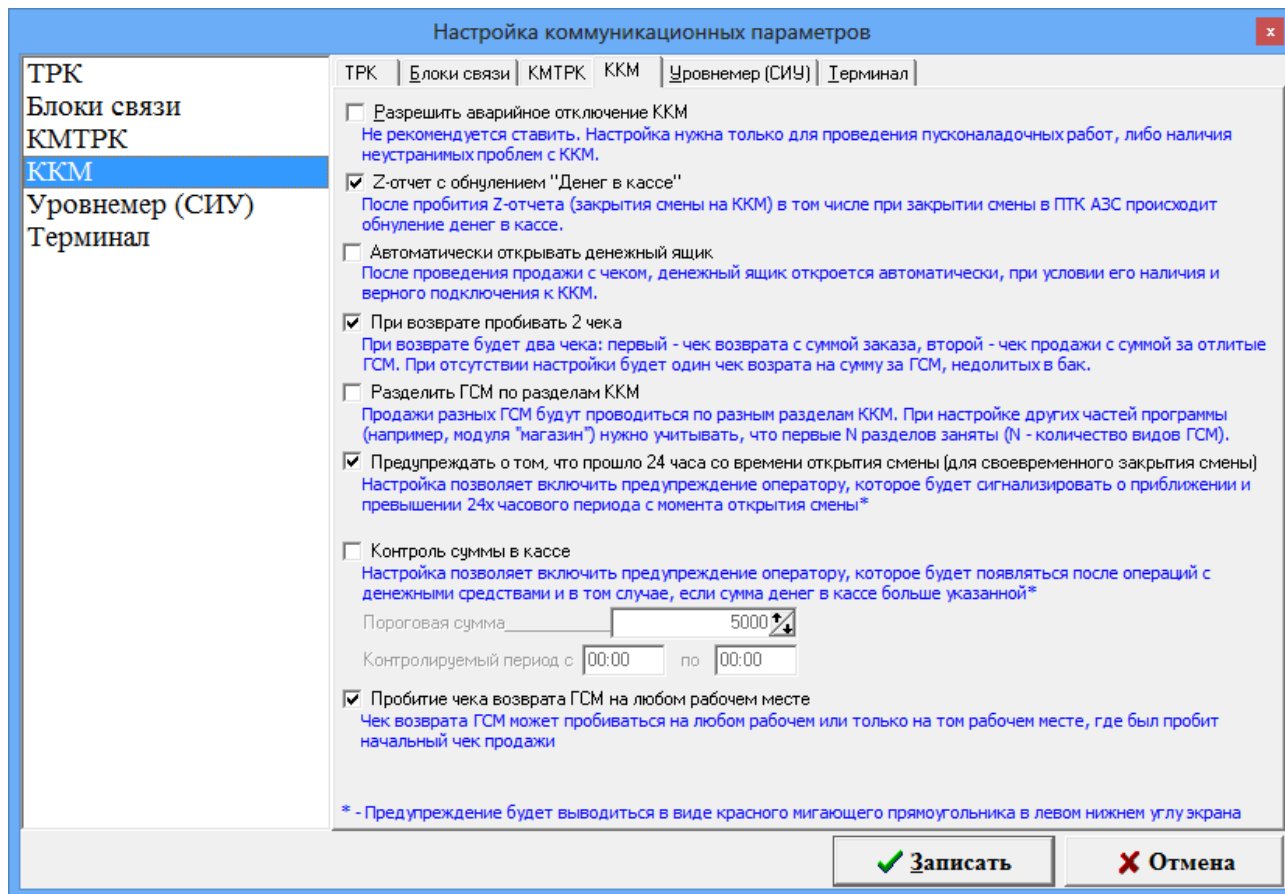 Настройка коммуникационных параметров
x
ТРК
Блоки связи
КМТРК
ККМ
Уровнемер (СИУ)
Терминал
ТРК Блоки связи КМТРК ККМ Уровнемер (СИУ) Терминал
Разрешить аварийное отключение ККМ
Не рекомендуется ставить. Настройка нужна только для проведения пусконаладочных работ, либо наличия
неустранимых проблем с ККМ.
Z-отчет с обнулением "Денег в кассе"
После пробития Z-отчета (закрытия смены на ККМ) в том числе при закрытии смены в ПТК АЗС происходит
обнуление денег в кассе.
Автоматически открывать денежный ящик
После проведения продажи с чеком, денежный ящик откроется автоматически, при условии его наличия и
верного подключения к ККМ.
При возврате пробивать 2 чека
При возврате будет два чека: первый - чек возврата с суммой заказа, второй - чек продажи с суммой за отлитые
ГСМ. При отсутствии настройки будет один чек возрата на сумму за ГСМ, недолитых в бак.
Разделить ГСМ по разделам ККМ
Продажи разных ГСМ будут проводиться по разным разделам ККМ. При настройке других частей программы
(например, модуля "магазин") нужно учитывать, что первые N разделов заняты (N - количество видов ГСМ).
Предупреждать о том, что прошло 24 часа со времени открытия смены (для своевременного закрытия смены)
Настройка позволяет включить предупреждение оператору, которое будет сигнализировать о приближении и
превышении 24х часового периода с момента открытия смены*
Контроль суммы в кассе
Настройка позволяет включить предупреждение оператору, которое будет появляться после операций с
денежными средствами и в том случае, если сумма денег в кассе больше указанной*
Пороговая сумма 5000
Контролируемый период с 00:00 по 00:00
Пробитие чека возврата ГСМ на любом рабочем месте
Чек возврата ГСМ может пробиваться на любом рабочем или только на том рабочем месте, где был пробит
начальный чек продажи
* - Предупреждение будет выводиться в виде красного мигающего прямоугольника в левом нижнем углу экрана
Записать Отмена